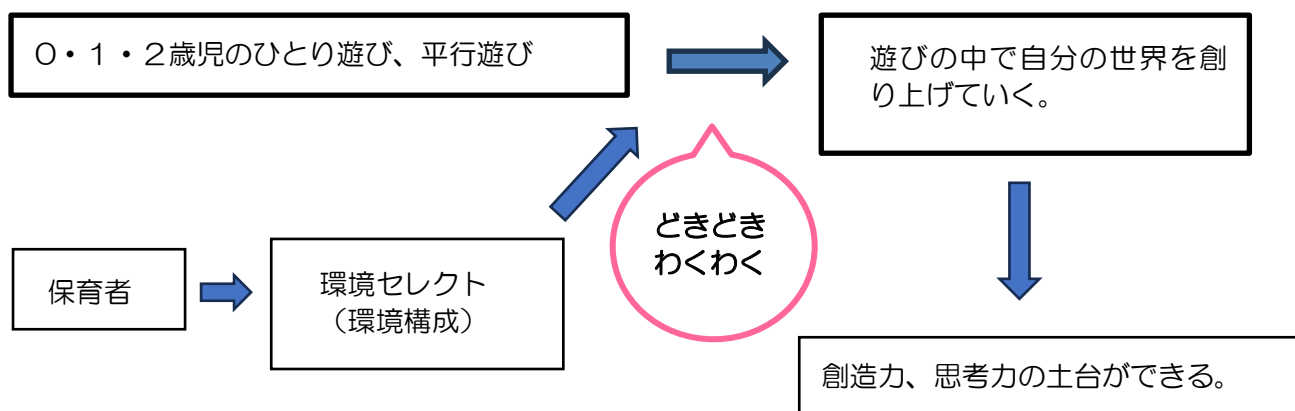 ０・１・２歳児のひとり遊び、平行遊び
遊びの中で自分の世界を創
り上げていく。
どきどき
わくわく
保育者
環境セレクト
（環境構成）
創造力、思考力の土台ができる。